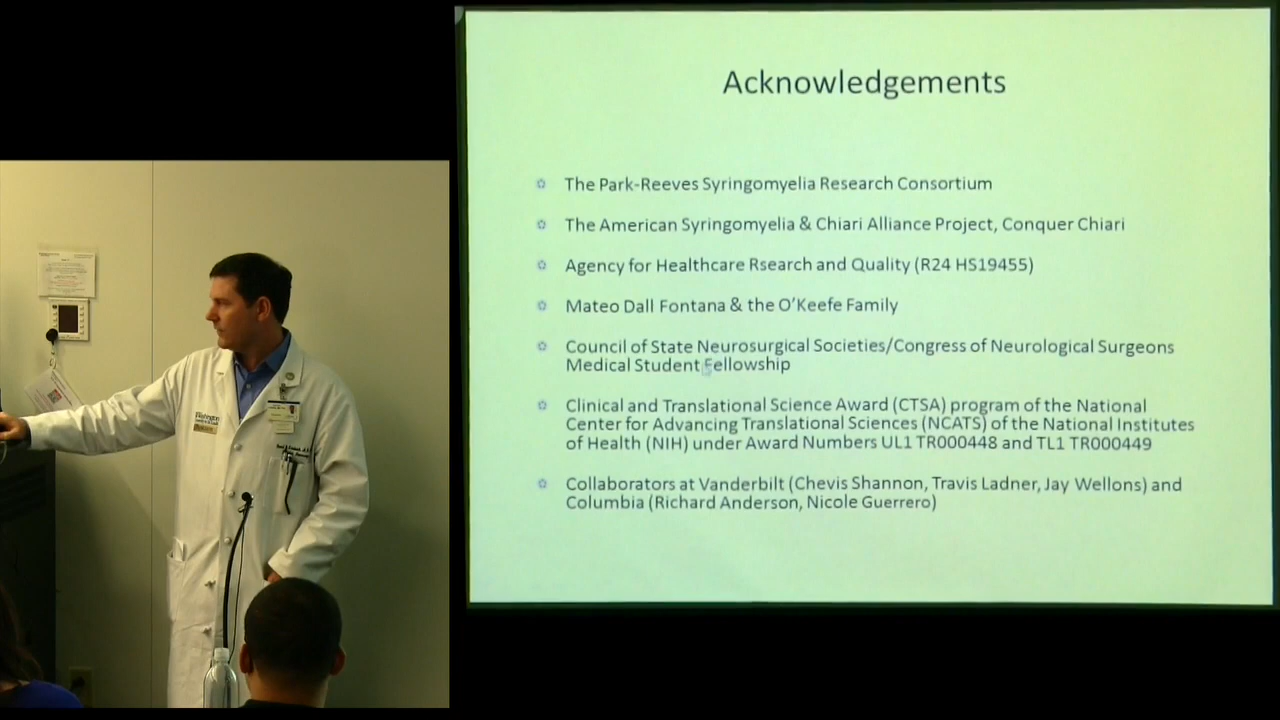 Acknowledgements
The Park-Reeves Syringomyelia Research Consortium
The American Syringomyelia & Chiari Alliance Project, Conquer Chiari
Agency for Healthcare Rsearch and Quality (R24 HS19455)
Mateo Dall Fontana & the O'Keefe Family
Council of State Neurosurgical Societies/Congress of Neurological Surgeons
Medical Student Fellowship
Clinical and Translational Science Award (CTSA) program of the National
Center for Advancing Translational Sciences (NCATS) of the National Institutes
of Health (NIH) under Award Numbers UL1 TR000448 and TL1 TR000449
Collaborators at Vanderbilt (Chevis Shannon, Travis Ladner, Jay Wellons) and
Columbia (Richard Anderson, Nicole Guerrero)
Washington